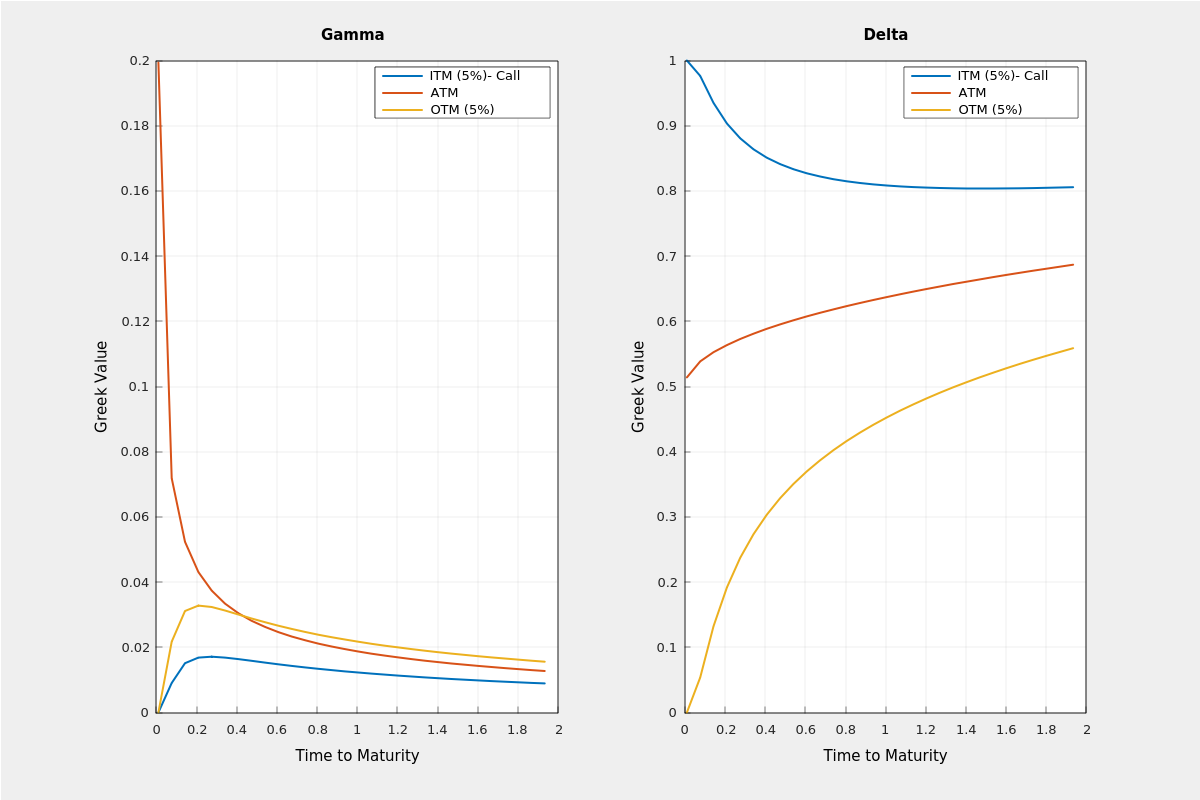 Gamma
ITM (5%)- Call
ATM
OTM (5%)
0.2
0.18
0.16
0.14
0.12
0.1
0.08
0.06
0.04
0.02
0
Greek Value
0 0.2 0.4 0.6 0.8 1 1.2 1.4 1.6 1.8 2
Time to Maturity
Delta
ITM (5%)- Call
ATM
OTM (5%)
1
0.9
0.8
0.7
0.6
0.5
0.4
0.3
0.2
0.1
0
Greek Value
0 0.2 0.4 0.6 0.8 1 1.2 1.4 1.6 1.8 2
Time to Maturity